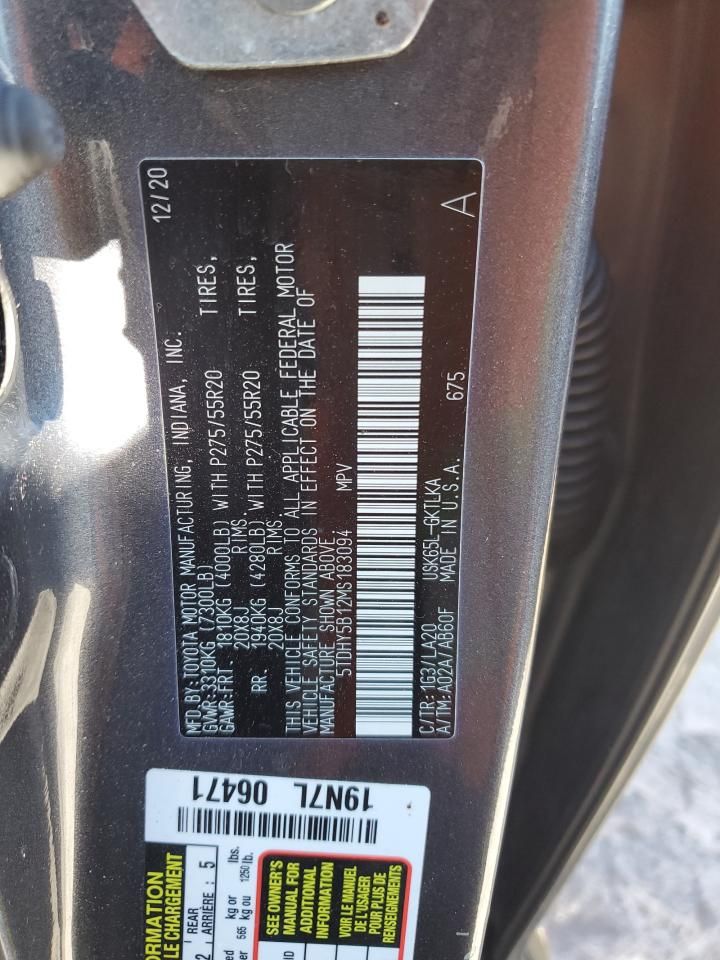 MFD.BY:TOYOTA MOTOR MANUFACTURING, INDIANA, INC. 12/20
GVWR:3310KG (7300LB)
GAWR:FRT. 1810KG (4000LB) WITH P275/55R20 TIRES,
20X8J RIMS
RR. 1940KG (4280LB) WITH P275/55R20 TIRES,
20X8J RIMS
THIS VEHICLE CONFORMS TO ALL APPLICABLE FEDERAL MOTOR
VEHICLE SAFETY STANDARDS IN EFFECT ON THE DATE OF
MANUFACTURE SHOWN ABOVE.
5TDHY5B12MS183094 MPV
C/TR:1G3/LA20 USK65L-GKTLKA
A/TM:A02A/AB60F MADE IN U.S.A. 675 A
19N7L 06471
ORMATION
LE CHARGEMENT
2 REAR
ARRIÈRE : 5
kg or lbs.
565 kg ou 1250 lb.
SEE OWNER'S
MANUAL FOR
ADDITIONAL
INFORMATION
VOIR LE MANUEL
DE L'USAGER
POUR PLUS DE
RENSEIGNEMENTS